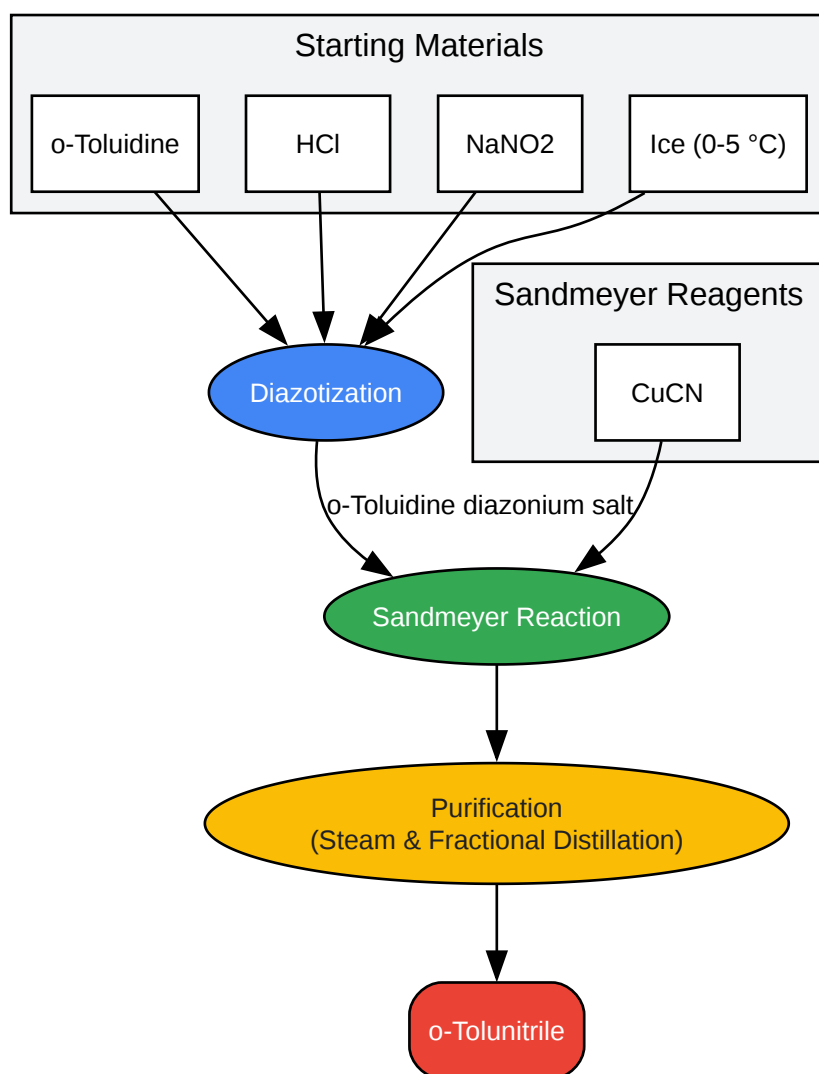 Starting Materials
o-Toluidine
HCl
NaNO2
Ice (0-5 °C)
Sandmeyer Reagents
CuCN
Diazotization
o-Toluidine diazonium salt
Sandmeyer Reaction
Purification
(Steam & Fractional Distillation)
o-Tolunitrile